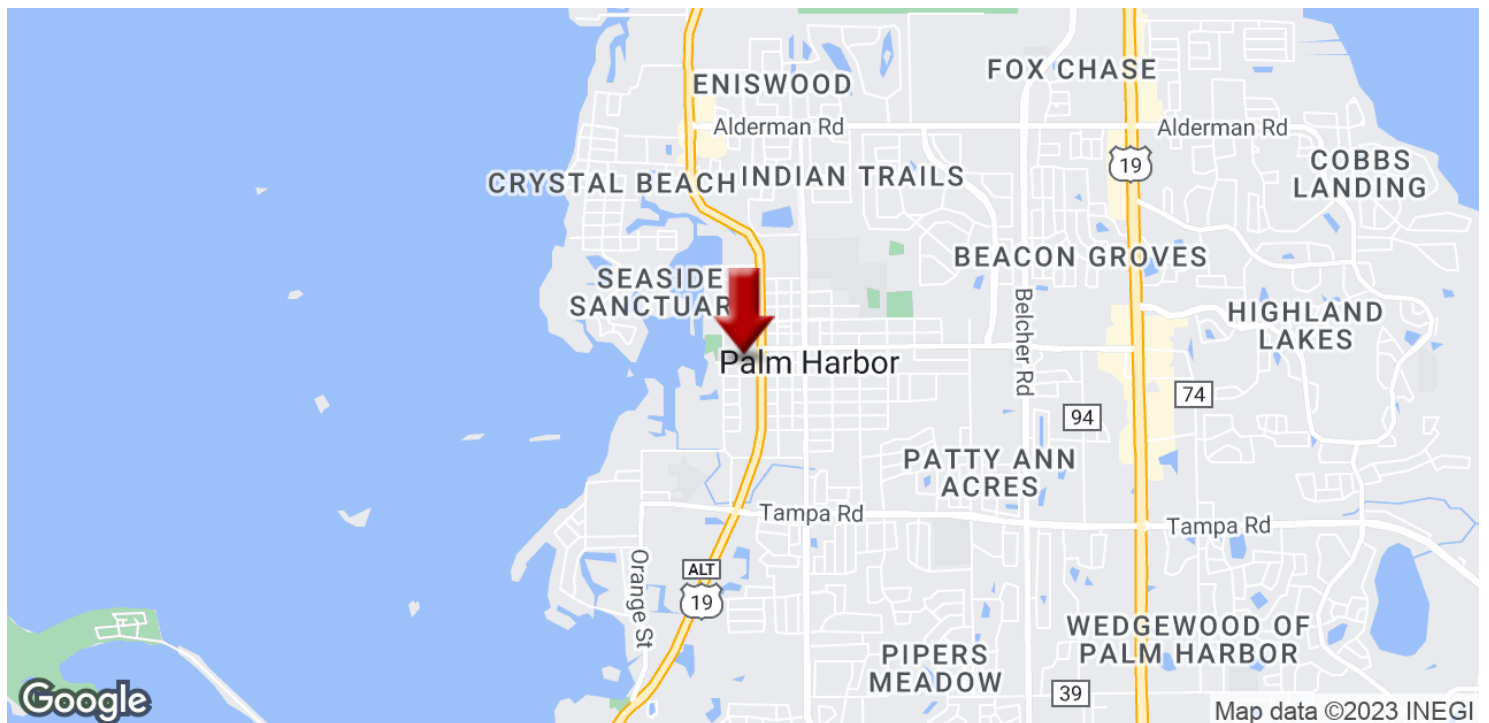 ENISWOOD
FOX CHASE
Alderman Rd
Alderman Rd
19
COBBS
LANDING
CRYSTAL BEACH
INDIAN TRAILS
BEACON GROVES
SEASIDE
SANCTUAR
Belcher Rd
HIGHLAND
LAKES
Palm Harbor
74
94
PATTY ANN
ACRES
Tampa Rd
Tampa Rd
Orange St
ALT
19
WEDGEWOOD OF
PALM HARBOR
PIPERS
MEADOW
39
Google
Map data ©2023 INEGI